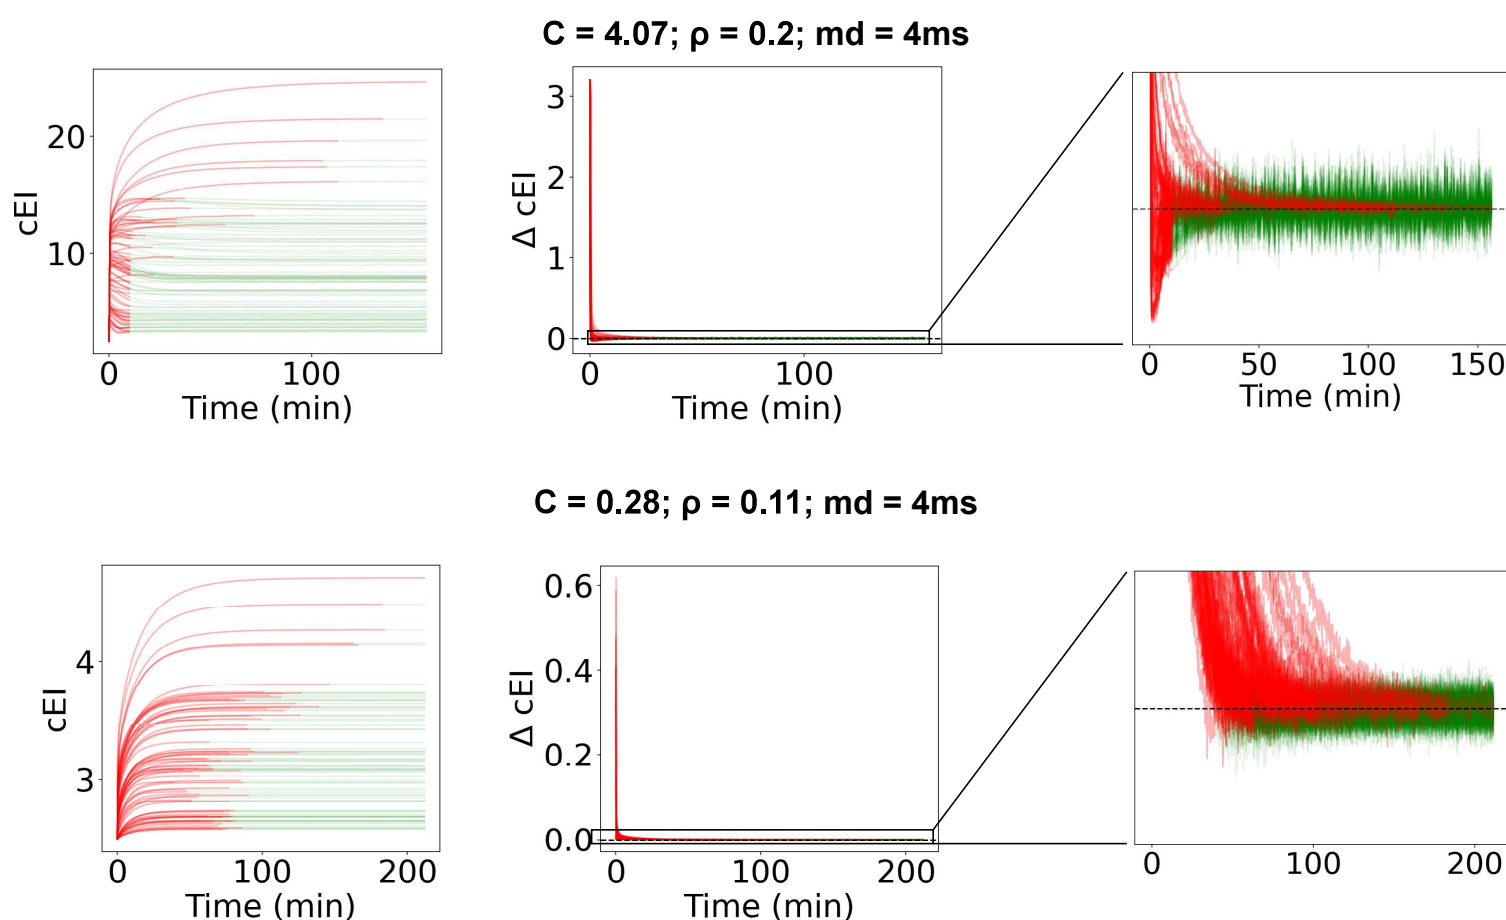 C = 4.07; ρ = 0.2; md = 4ms
cEI
20
10
0
100
Time (min)
Δ cEI
3
2
1
0
0
100
Time (min)
0
50
100
150
Time (min)
C = 0.28; ρ = 0.11; md = 4ms
cEI
4
3
0
100
200
Time (min)
Δ cEI
0.6
0.4
0.2
0.0
0
100
200
Time (min)
0
100
200